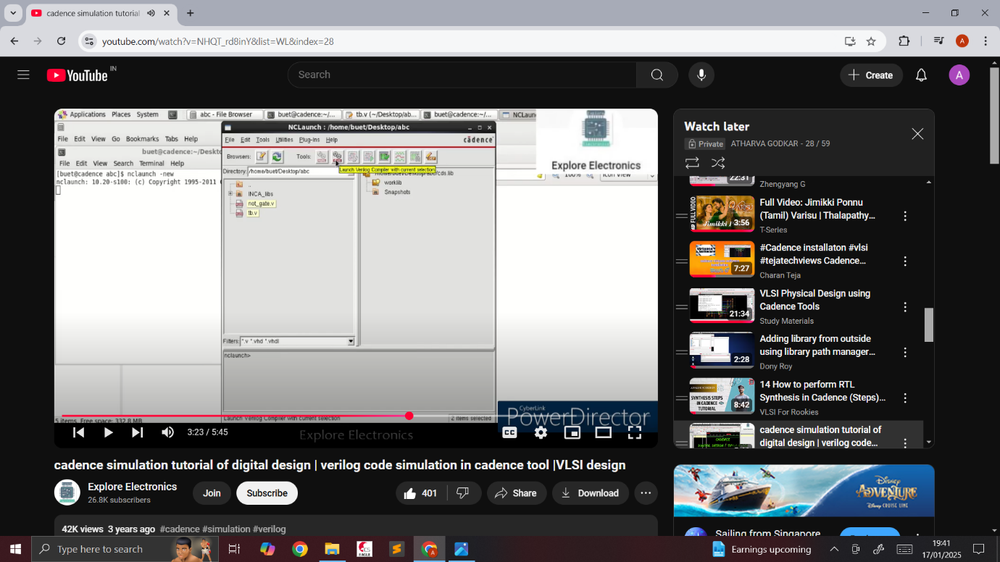 cadence simulation tutorial
youtube.com/watch?v=NHQT_rd8inY&list=WL&index=28
A
YouTube IN
Search
Create
A
Applications Places System
abc - File Browser
buet@cadence:~/...
tb.v (~/Desktop/ab...
buet@cadence:~/...
NCLaun
File Edit View Go Bookmarks Tabs Help
buet@cadence:~/Deskto
File Edit View Search Terminal Help
[buet@cadence abc]$ nclaunch -new
nclaunch: 10.20-s100: (c) Copyright 1995-2011
NCLaunch : /home/buet/Desktop/abc
File Edit Tools Utilities Plug-ins Help
cādence
Browsers:
Tools:
Launch Verilog Compiler with current selection
Directory: /home/buet/Desktop/abc
/home/buet/Desktop/abc/cds.lib
..
INCA_libs
not_gate.v
tb.v
worklib
Snapshots
Filters: *.v *.vhd *.vhdl
nclaunch>
Launch Verilog Compiler with current selection
2 items selected
5 items, Free space: 332.8 MB
100%
Icon View
Explore Electronics
CyberLink
PowerDirector
Explore Electronics
3:23 / 5:45
CC
cadence simulation tutorial of digital design | verilog code simulation in cadence tool |VLSI design
Explore Electronics
26.8K subscribers
Join
Subscribe
401
Share
Download
42K views 3 years ago #cadence #simulation #verilog
Watch later
Private
ATHARVA GODKAR - 28 / 59
22:31
Zhengyang G
FULL VIDEO
JIMIKKI
3:56
Full Video: Jimikki Ponnu
(Tamil) Varisu | Thalapathy...
T-Series
7:27
#Cadence installaton #vlsi
#tejatechviews Cadence...
Charan Teja
21:34
VLSI Physical Design using
Cadence Tools
Study Materials
2:28
Adding library from outside
using library path manager...
Dony Roy
SYNTHESIS STEPS
IN CADENCE
TUTORIAL
8:42
14 How to perform RTL
Synthesis in Cadence (Steps)...
VLSI For Rookies
CADENCE
cadence simulation tutorial of
digital design | verilog code...
Disney
ADVENTURE
Disney CRUISE LINE
Sailing from Singapore
Type here to search
EAGLE
A
Earnings upcoming
19:41
17/01/2025